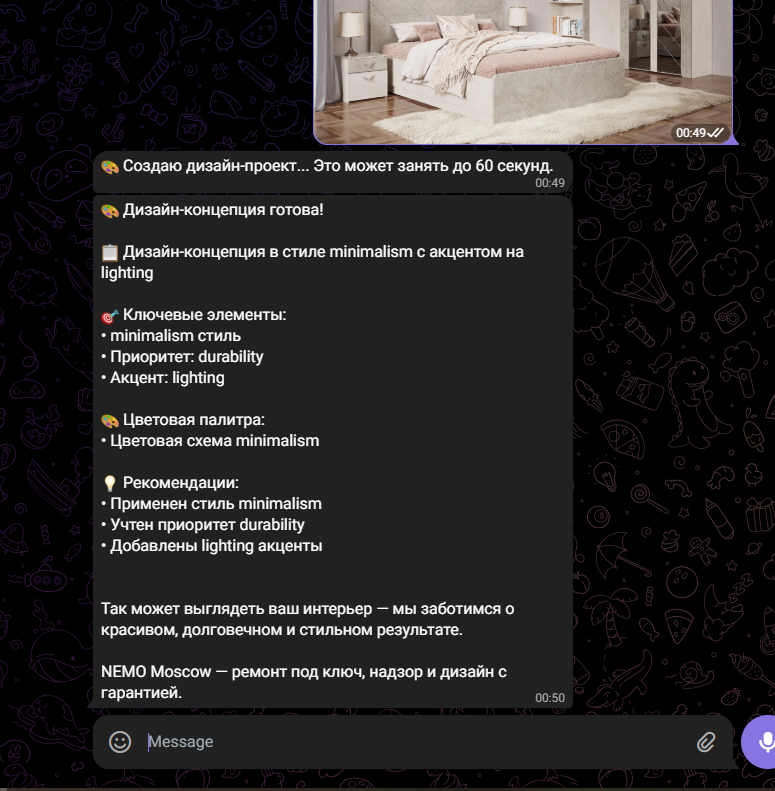 00:49
🎨 Создаю дизайн-проект... Это может занять до 60 секунд.
00:49
🎨 Дизайн-концепция готова!
📋 Дизайн-концепция в стиле minimalism с акцентом на
lighting
🎯 Ключевые элементы:
• minimalism стиль
• Приоритет: durability
• Акцент: lighting
🎨 Цветовая палитра:
• Цветовая схема minimalism
💡 Рекомендации:
• Применен стиль minimalism
• Учтен приоритет durability
• Добавлены lighting акценты
Так может выглядеть ваш интерьер — мы заботимся о
красивом, долговечном и стильном результате.
NEMO Moscow — ремонт под ключ, надзор и дизайн с
гарантией.
00:50
Message